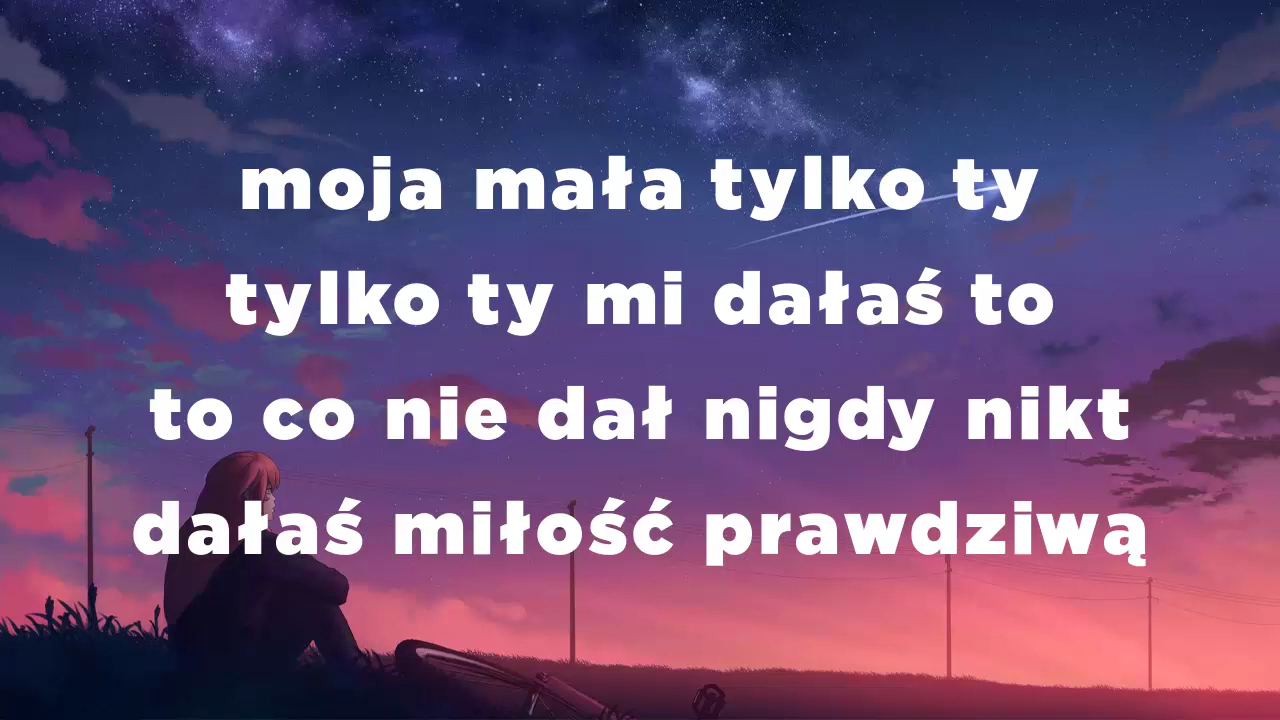 moja mała tylko ty
tylko ty mi dałaś to
to co nie dał nigdy nikt
dałaś miłość prawdziwą